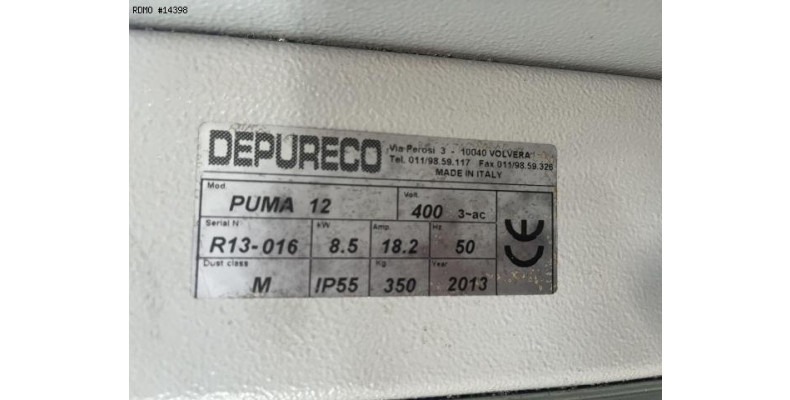 RDMO #14398
DEPURECO
Via Perosi 3 - 10040 VOLVERA
Tel. 011/98.59.117 Fax 011/98.59.326
MADE IN ITALY
Mod.
PUMA 12
Volt.
400 3~ac
Serial N
R13-016
kW
8.5
Amp.
18.2
Hz
50
Dust class
M
IP55
Kg
350
Year
2013
CE